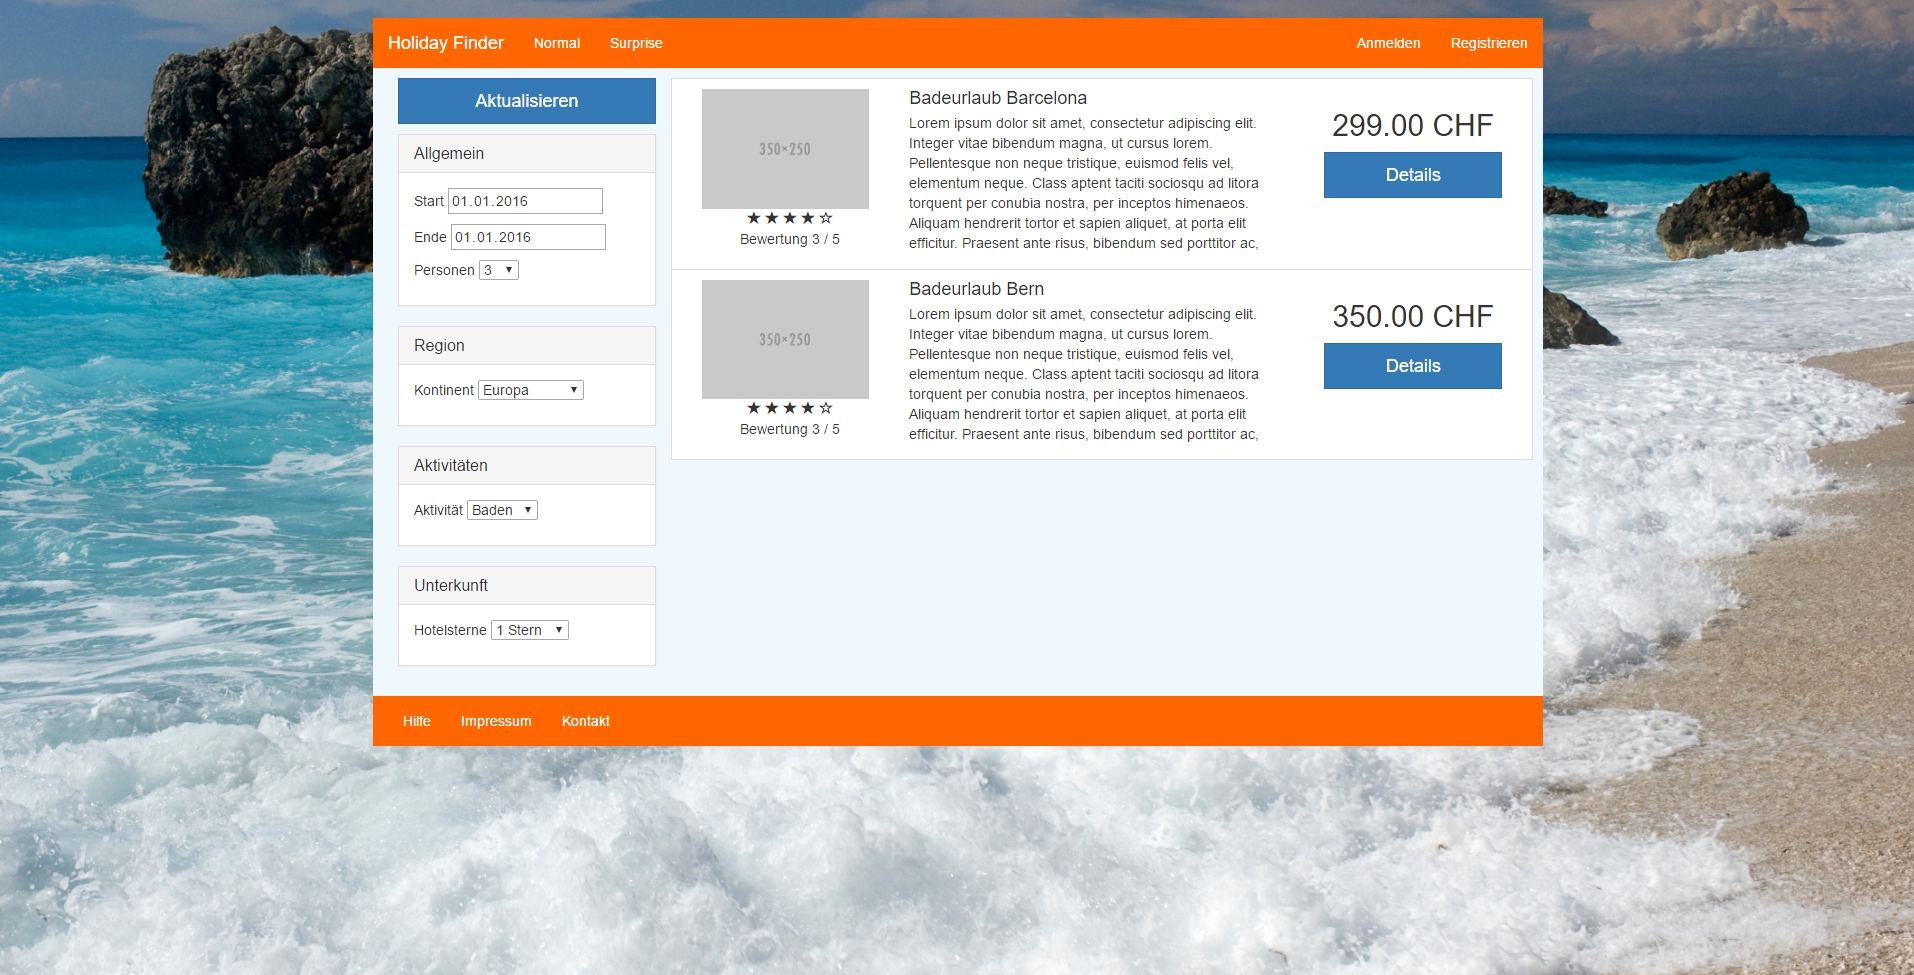 Holiday Finder Normal Surprise Anmelden Registrieren
Aktualisieren
Allgemein
Start 01.01.2016
Ende 01.01.2016
Personen 3
Region
Kontinent Europa
Aktivitäten
Aktivität Baden
Unterkunft
Hotelsterne 1 Stern
350×250
★ ★ ★ ★ ☆
Bewertung 3 / 5
Badeurlaub Barcelona
Lorem ipsum dolor sit amet, consectetur adipiscing elit.
Integer vitae bibendum magna, ut cursus lorem.
Pellentesque non neque tristique, euismod felis vel,
elementum neque. Class aptent taciti sociosqu ad litora
torquent per conubia nostra, per inceptos himenaeos.
Aliquam hendrerit tortor et sapien aliquet, at porta elit
efficitur. Praesent ante risus, bibendum sed porttitor ac,
299.00 CHF
Details
350×250
★ ★ ★ ★ ☆
Bewertung 3 / 5
Badeurlaub Bern
Lorem ipsum dolor sit amet, consectetur adipiscing elit.
Integer vitae bibendum magna, ut cursus lorem.
Pellentesque non neque tristique, euismod felis vel,
elementum neque. Class aptent taciti sociosqu ad litora
torquent per conubia nostra, per inceptos himenaeos.
Aliquam hendrerit tortor et sapien aliquet, at porta elit
efficitur. Praesent ante risus, bibendum sed porttitor ac,
350.00 CHF
Details
Hilfe Impressum Kontakt